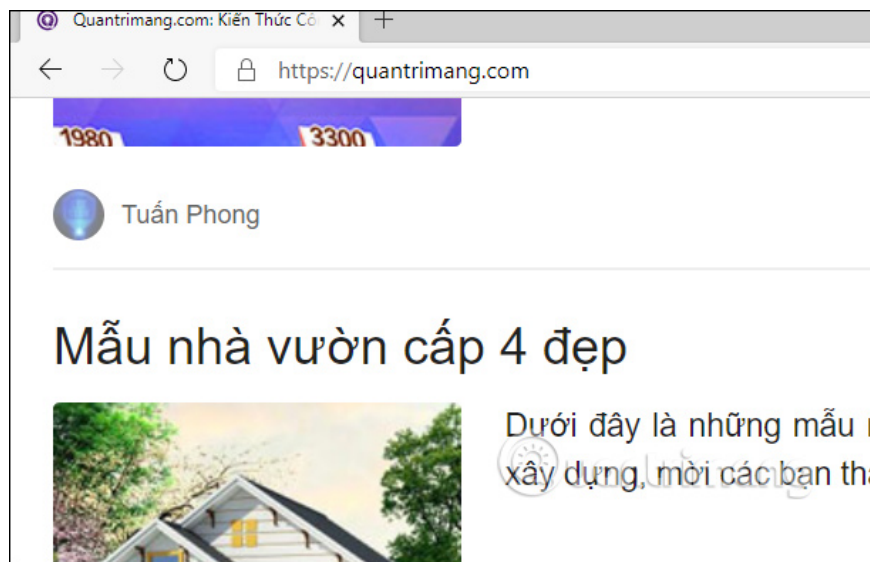 Quantrimang.com: Kiến Thức Cô
https://quantrimang.com
1980 3300
Tuấn Phong
Mẫu nhà vườn cấp 4 đẹp
Dưới đây là những mẫu
xây dựng, mời các bạn tha
Quantrimang